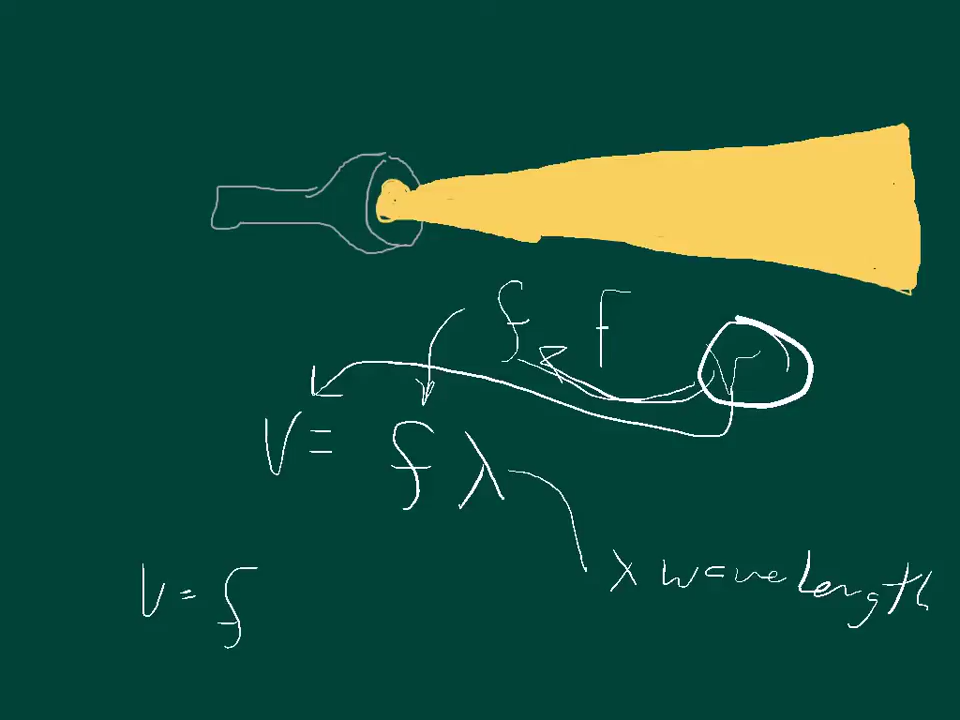 f F V
V = f λ
λ wavelength
V = f